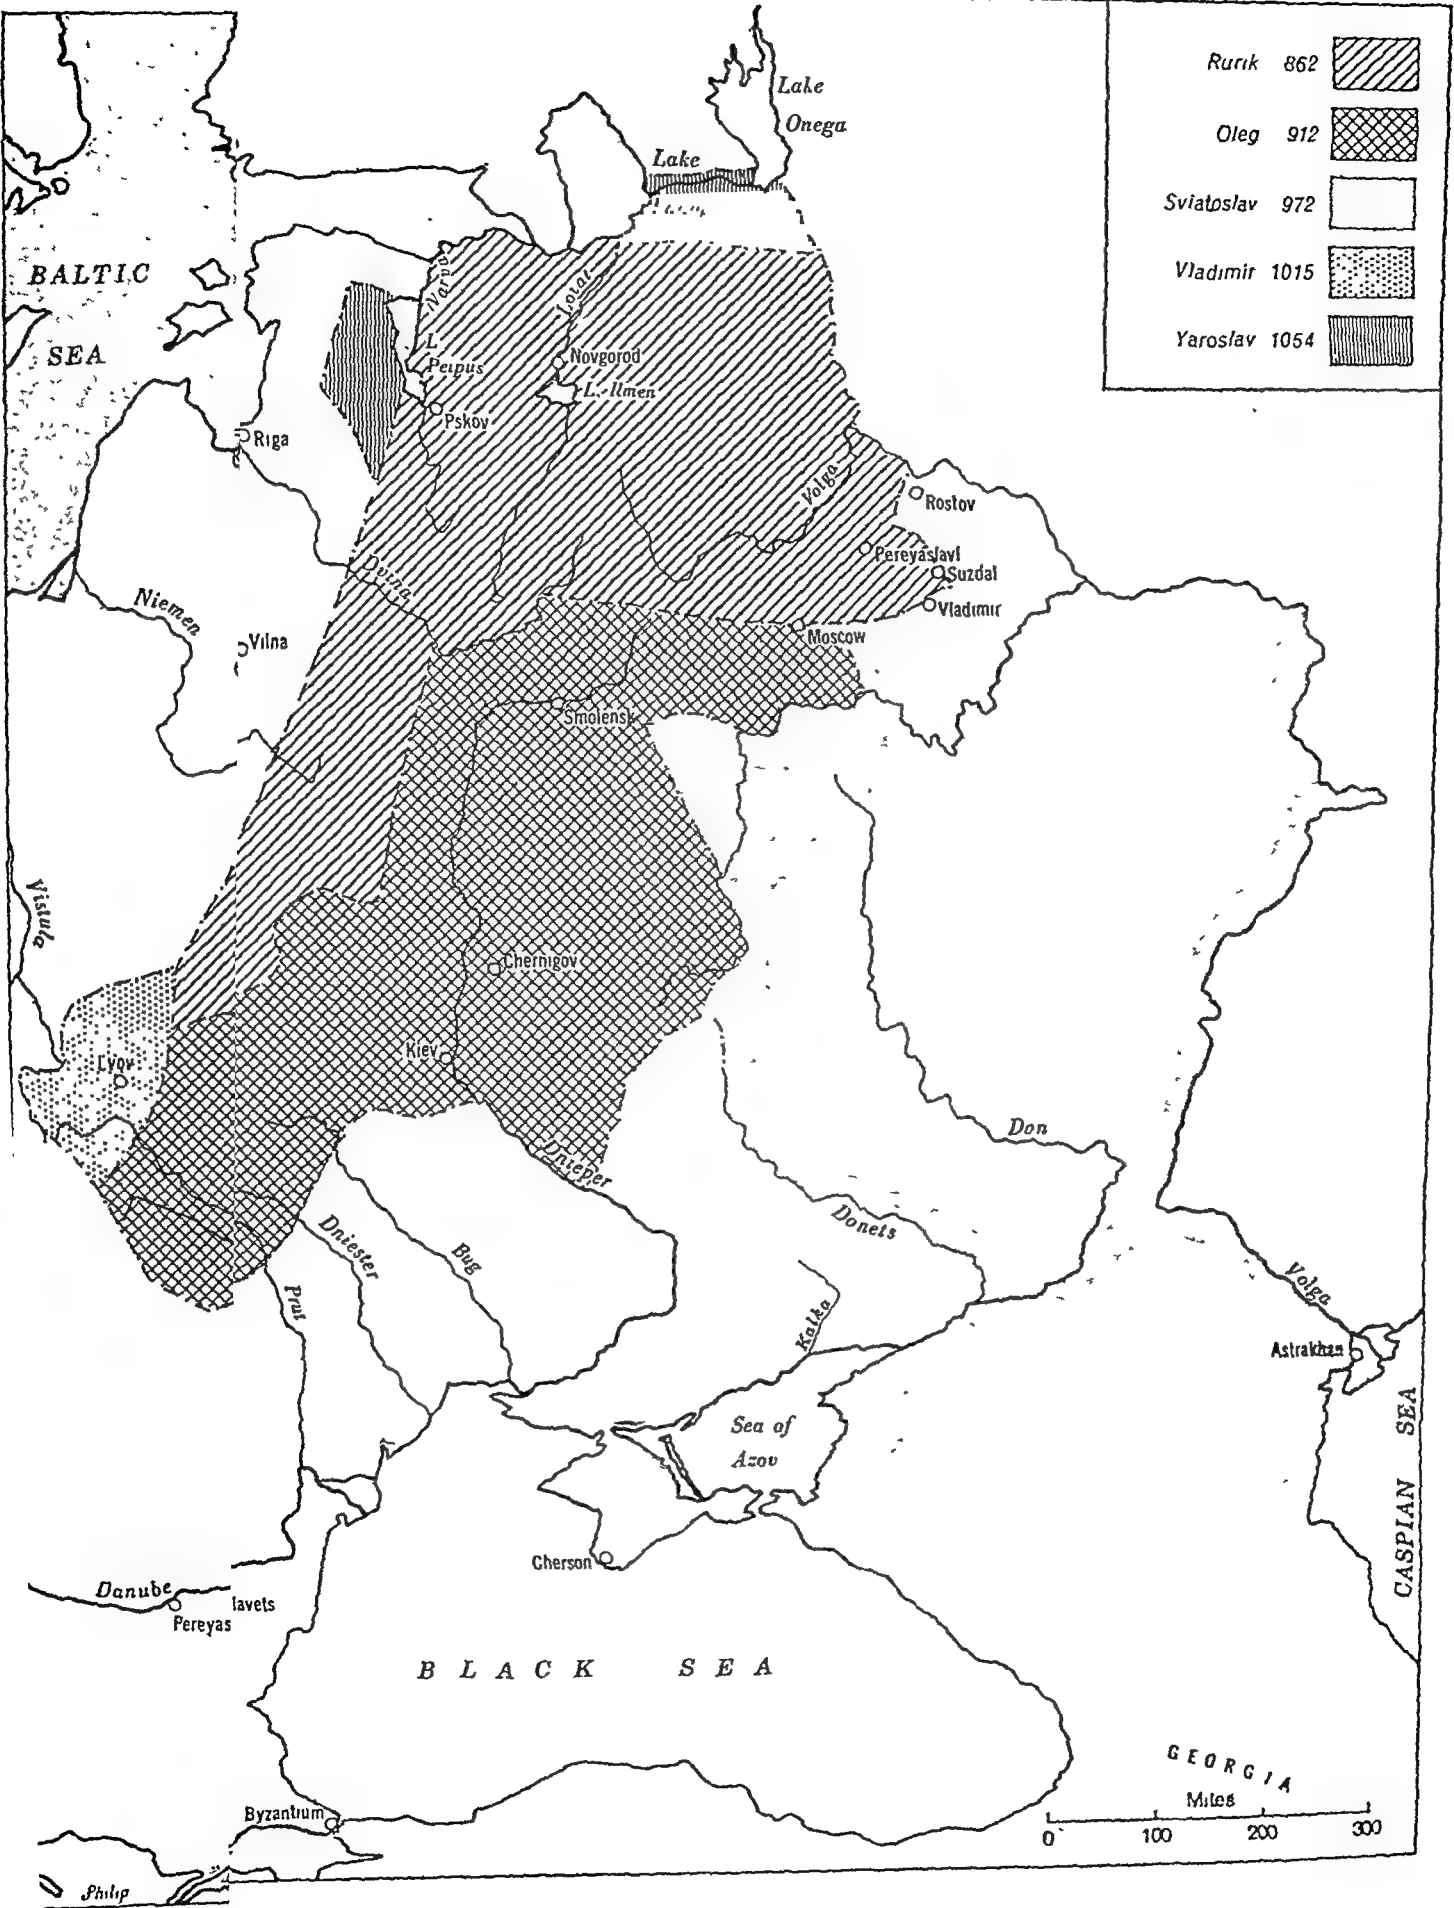 Rurik 862
Oleg 912
Sviatoslav 972
Vladimir 1015
Yaroslav 1054
Lake
Onega
Lake
BALTIC
SEA
Narva
Lovat
L.
Peipus
Novgorod
L. Ilmen
Pskov
Riga
Volga
Rostov
Pereyaslavl
Suzdal
Vladimir
Moscow
Dvina
Niemen
Vilna
Smolensk
Vistula
Chernigov
Kiev
Lvov
Dnieper
Don
Donets
Dniester
Bug
Prut
Kalka
Volga
Astrakhan
Sea of
Azov
CASPIAN SEA
Cherson
Danube
Pereyas lavets
BLACK SEA
GEORGIA
Miles
0 100 200 300
Byzantium
Philip